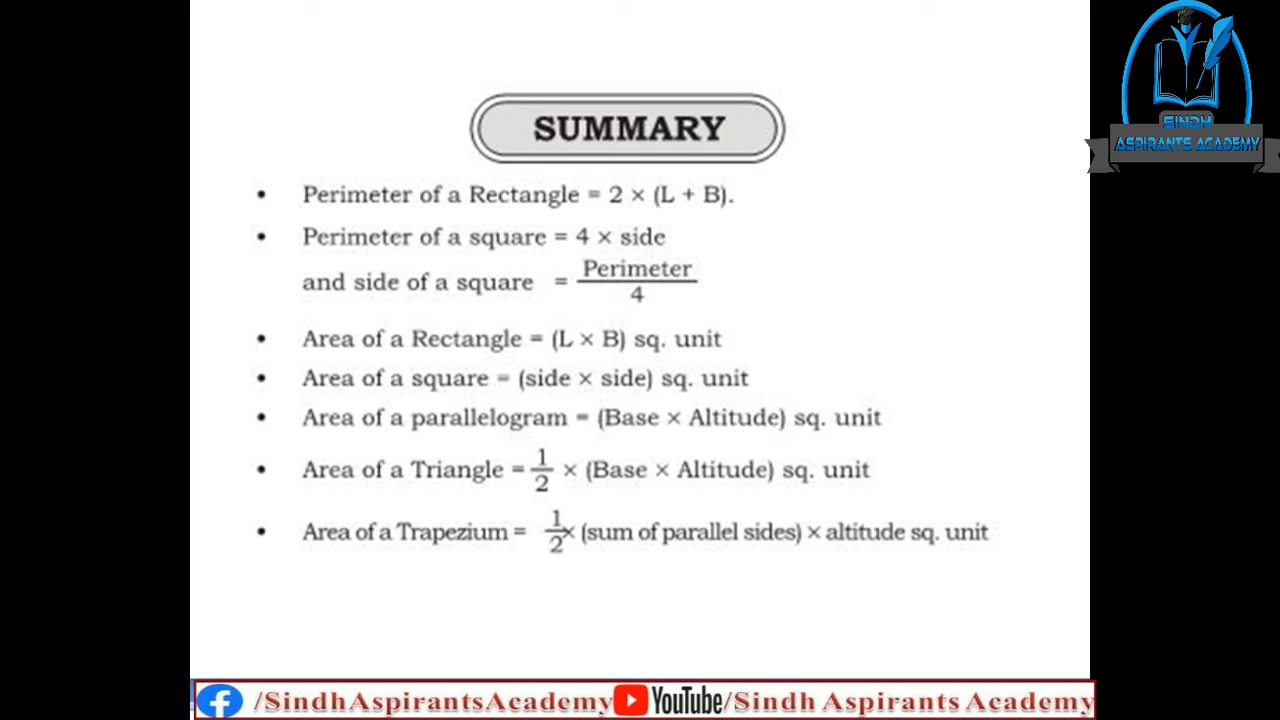 SINDH
ASPIRANTS ACADEMY
SUMMARY
• Perimeter of a Rectangle = 2 × (L + B).
• Perimeter of a square = 4 × side
and side of a square = Perimeter / 4
• Area of a Rectangle = (L × B) sq. unit
• Area of a square = (side × side) sq. unit
• Area of a parallelogram = (Base × Altitude) sq. unit
• Area of a Triangle = 1/2 × (Base × Altitude) sq. unit
• Area of a Trapezium = 1/2 × (sum of parallel sides) × altitude sq. unit
/SindhAspirantsAcademy YouTube/Sindh Aspirants Academy